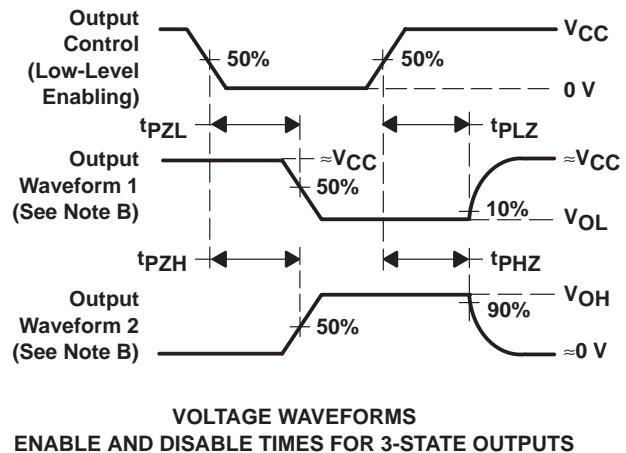 Output
Control
(Low-Level
Enabling)
50%
50%
VCC
0 V
tPZL
tPLZ
Output
Waveform 1
(See Note B)
≈VCC
50%
10%
≈VCC
VOL
tPZH
tPHZ
Output
Waveform 2
(See Note B)
50%
90%
VOH
≈0 V
VOLTAGE WAVEFORMS
ENABLE AND DISABLE TIMES FOR 3-STATE OUTPUTS